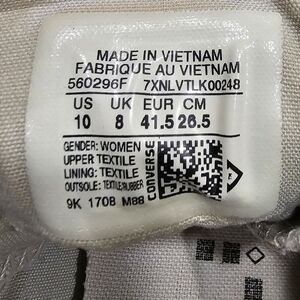 MADE IN VIETNAM
FABRIQUE AU VIETNAM
560296F 7XNLVTLK00248
US UK EUR CM
10 8 41.5 26.5
GENDER: WOMEN
UPPER TEXTILE
LINING: TEXTILE
OUTSOLE: TEXTILE/RUBBER
CONVERSE
9K 1708 M88